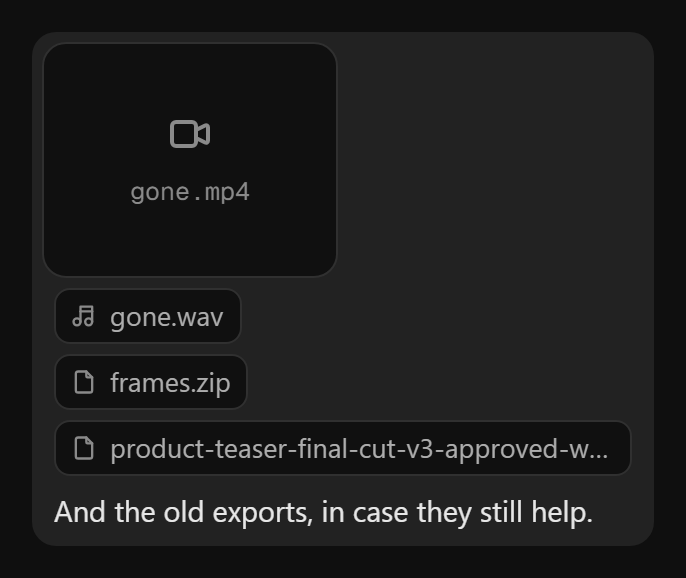 gone.mp4
gone.wav
frames.zip
product-teaser-final-cut-v3-approved-w...
And the old exports, in case they still help.